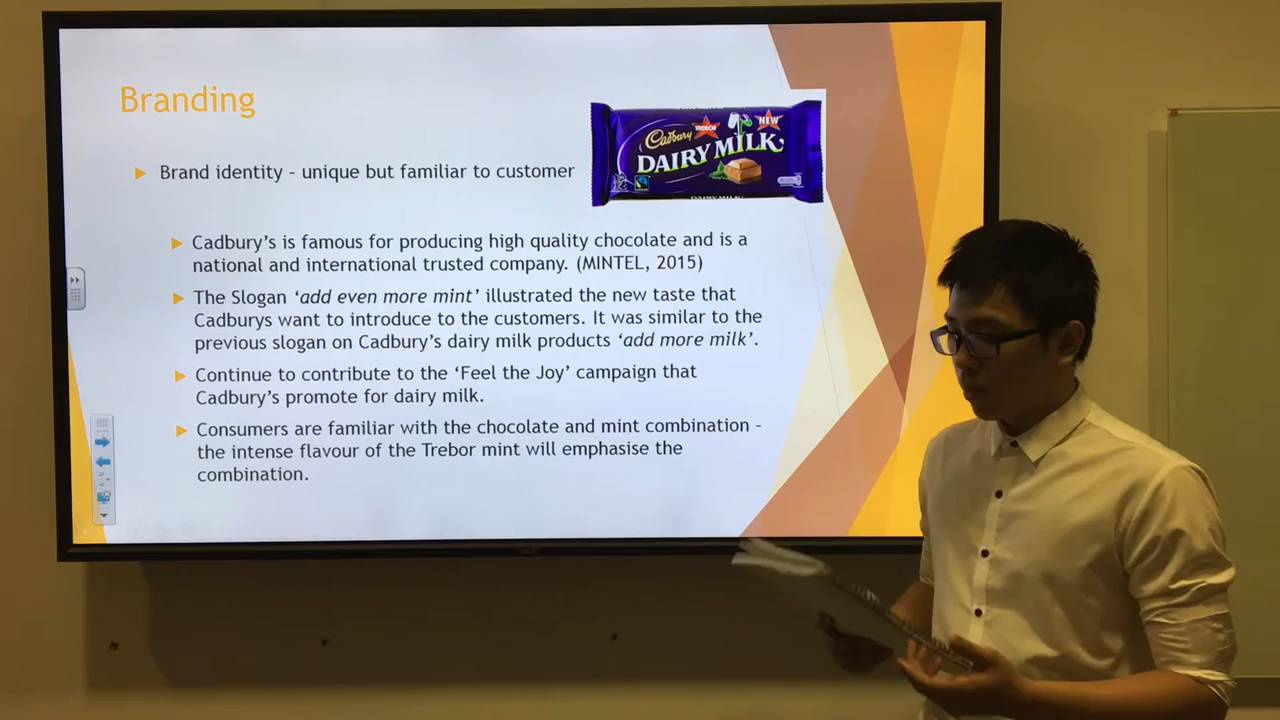 Branding
Brand identity - unique but familiar to customer
Cadbury
TREBOR
NEW
DAIRY MILK
DAIRY MILK
Cadbury's is famous for producing high quality chocolate and is a
national and international trusted company. (MINTEL, 2015)
The Slogan ‘add even more mint’ illustrated the new taste that
Cadburys want to introduce to the customers. It was similar to the
previous slogan on Cadbury's dairy milk products ‘add more milk’.
Continue to contribute to the ‘Feel the Joy’ campaign that
Cadbury's promote for dairy milk.
Consumers are familiar with the chocolate and mint combination –
the intense flavour of the Trebor mint will emphasise the
combination.